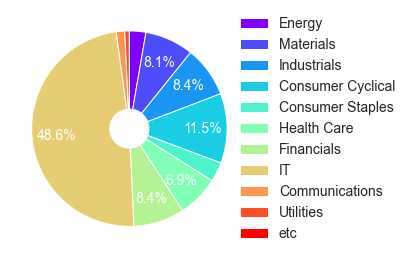 8.1%
8.4%
11.5%
48.6%
6.9%
8.4%
Energy
Materials
Industrials
Consumer Cyclical
Consumer Staples
Health Care
Financials
IT
Communications
Utilities
etc